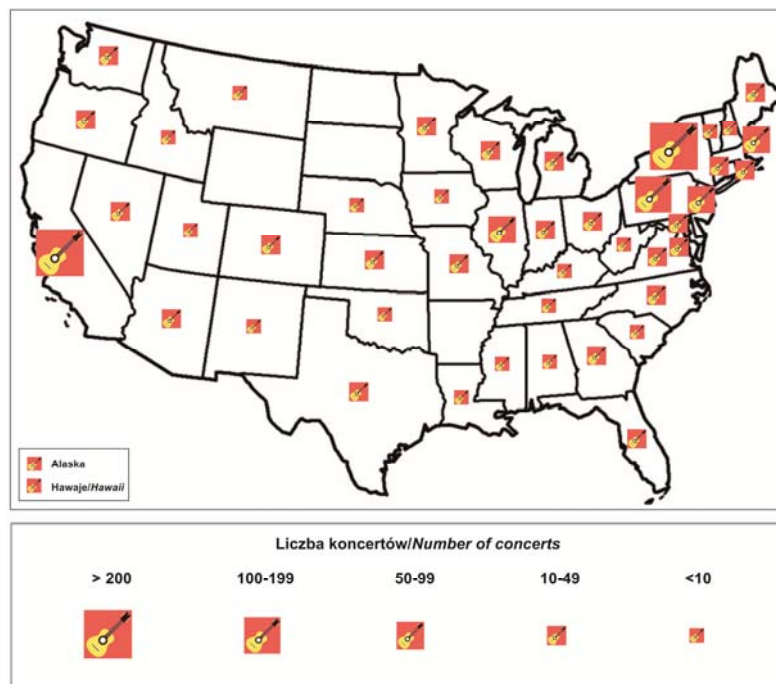 Alaska
Hawaje/Hawaii
Liczba koncertów/Number of concerts
> 200 100-199 50-99 10-49 <10